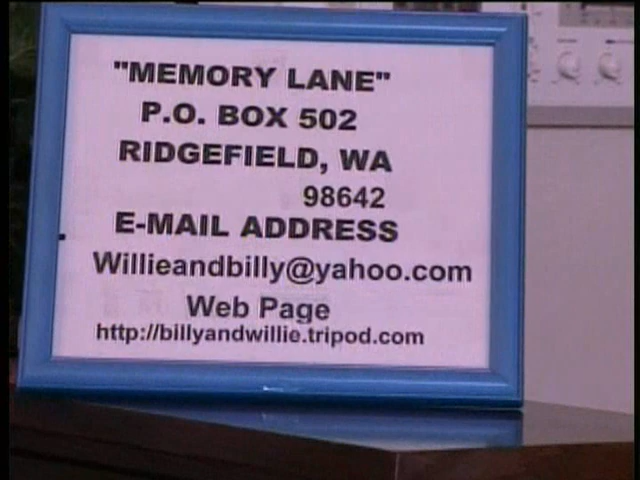 "MEMORY LANE"
P.O. BOX 502
RIDGEFIELD, WA
98642
E-MAIL ADDRESS
Willieandbilly@yahoo.com
Web Page
http://billyandwillie.tripod.com